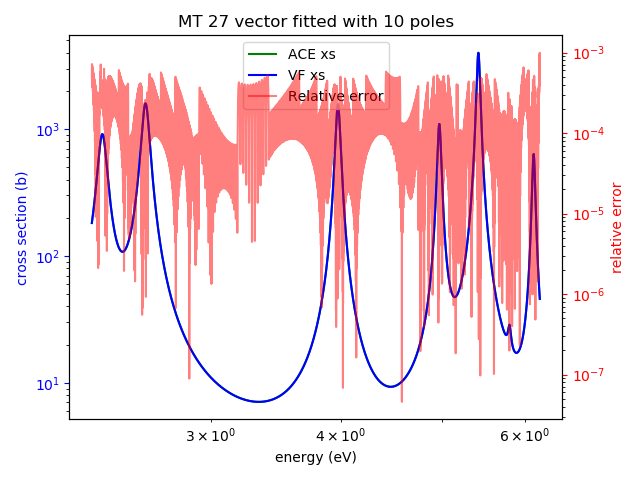 MT 27 vector fitted with 10 poles
ACE xs
VF xs
Relative error
10³
10²
10¹
cross section (b)
10⁻³
10⁻⁴
10⁻⁵
10⁻⁶
10⁻⁷
relative error
3 × 10⁰
4 × 10⁰
6 × 10⁰
energy (eV)